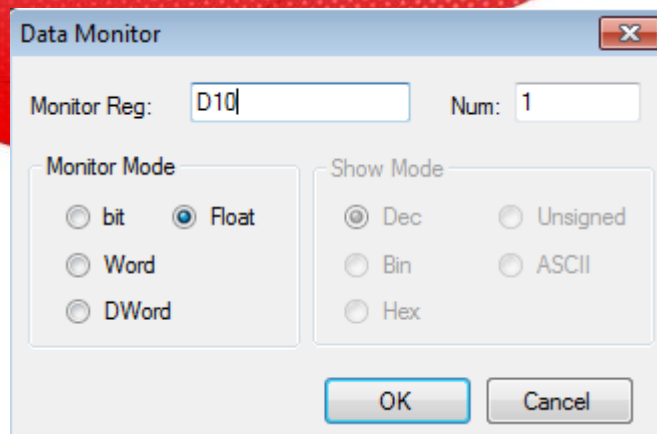 Data Monitor
Monitor Reg: D10 Num: 1
Monitor Mode Show Mode
bit Float Dec Unsigned
Word Bin ASCII
DWord Hex
OK Cancel